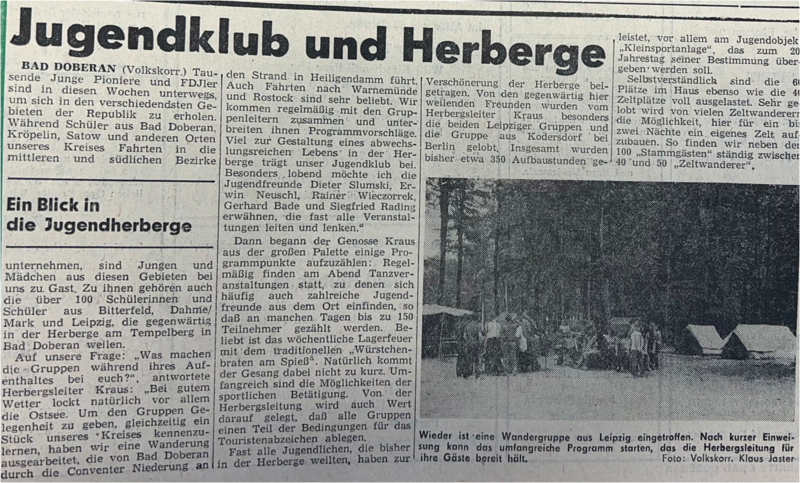 Jugendklub und Herberge
BAD DOBERAN (Volkskorr.) Tau-
sende Junge Pioniere und FDJler
sind in diesen Wochen unterwegs,
um sich in den verschiedensten Ge-
bieten der Republik zu erholen.
Während Schüler aus Bad Doberan,
Kröpelin, Satow und anderen Orten
unseres Kreises Fahrten in die
mittleren und südlichen Bezirke
Ein Blick in
die Jugendherberge
unternehmen, sind Jungen und
Mädchen aus diesen Gebieten bei
uns zu Gast. Zu ihnen gehören auch
die über 100 Schülerinnen und
Schüler aus Bitterfeld, Dahme/
Mark und Leipzig, die gegenwärtig
in der Herberge am Tempelberg in
Bad Doberan weilen.
Auf unsere Frage: „Was machen
die Gruppen während ihres Auf-
enthaltes bei euch?", antwortete
Herbergsleiter Kraus: „Bei gutem
Wetter lockt natürlich vor allem
die Ostsee. Um den Gruppen Ge-
legenheit zu geben, gleichzeitig ein
Stück unseres Kreises kennenzu-
lernen, haben wir eine Wanderung
ausgearbeitet, die von Bad Doberan
durch die Conventer Niederung an
den Strand in Heiligendamm führt.
Auch Fahrten nach Warnemünde
und Rostock sind sehr beliebt. Wir
kommen regelmäßig mit den Grup-
penleitern zusammen und unter-
breiten ihnen Programmvorschläge.
Viel zur Gestaltung eines abwechs-
lungsreichen Lebens in der Her-
berge trägt unser Jugendklub bei.
Besonders lobend möchte ich die
Jugendfreunde Dieter Slumski, Er-
win Neuschl, Rainer Wieczorrek,
Gerhard Bade und Siegfried Rading
erwähnen, die fast alle Veranstal-
tungen leiten und lenken."
Dann begann der Genosse Kraus
aus der großen Palette einige Pro-
grammpunkte aufzuzählen: Regel-
mäßig finden am Abend Tanzver-
anstaltungen statt, zu denen sich
häufig auch zahlreiche Jugend-
freunde aus dem Ort einfinden, so
daß an manchen Tagen bis zu 150
Teilnehmer gezählt werden. Be-
liebt ist das wöchentliche Lagerfeuer
mit dem traditionellen „Würstchen-
braten am Spieß". Natürlich kommt
der Gesang dabei nicht zu kurz. Um-
fangreich sind die Möglichkeiten der
sportlichen Betätigung. Von der
Herbergsleitung wird auch Wert
darauf gelegt, daß alle Gruppen
einen Teil der Bedingungen für das
Touristenabzeichen ablegen.
Fast alle Jugendlichen, die bisher
in der Herberge weilten, haben zur
Verschönerung der Herberge bei-
getragen. Von den gegenwärtig hier
weilenden Freunden wurden vom
Herbergsleiter Kraus besonders
die beiden Leipziger Gruppen und
die Gruppe aus Kodersdorf bei
Berlin gelobt. Insgesamt wurden
bisher etwa 350 Aufbaustunden ge-
leistet, vor allem am Jugendobjek
„Kleinsportanlage", das zum 20
Jahrestag seiner Bestimmung über-
geben werden soll.
Selbstverständlich sind die 60
Plätze im Haus ebenso wie die 40
Zeltplätze voll ausgelastet. Sehr ge-
lobt wird von vielen Zeltwanderern
die Möglichkeit, hier für ein bis
zwei Nächte ein eigenes Zelt auf-
zubauen. So finden wir neben den
100 „Stammgästen" ständig zwischen
40 und 50 „Zeltwanderer".
Wieder ist eine Wandergruppe aus Leipzig eingetroffen. Nach kurzer Einwei-
sung kann das umfangreiche Programm starten, das die Herbergsleitung für
ihre Gäste bereit hält. Foto: Volkskorr. Klaus Jaster